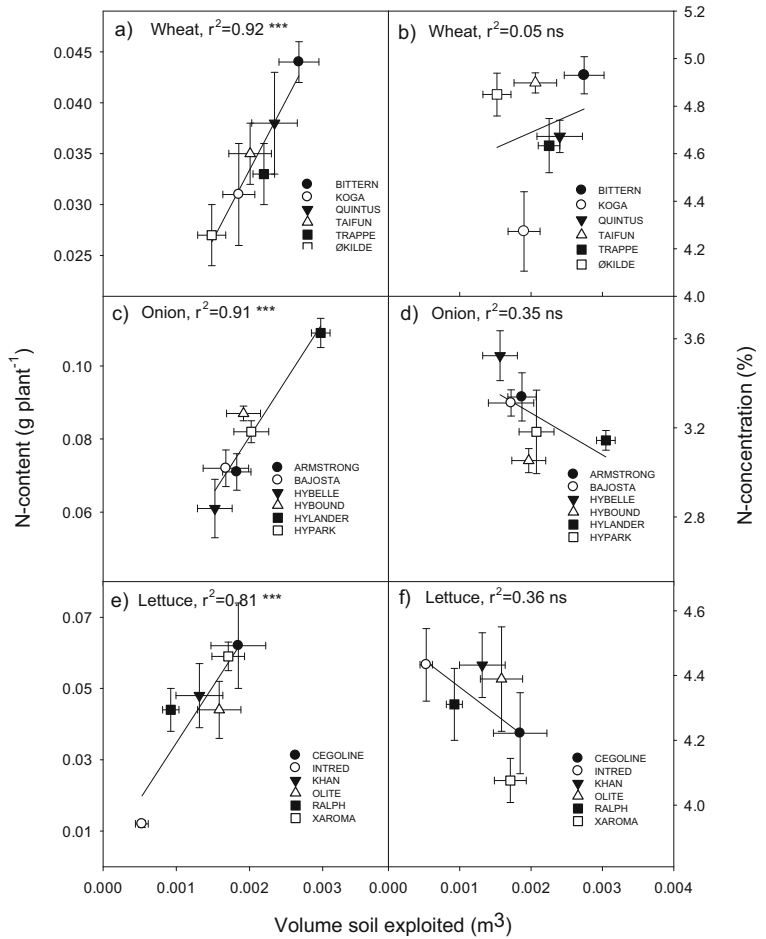 a) Wheat, r²=0.92 ***
0.045
0.040
0.035
0.030
0.025
BITTERN
KOGA
QUINTUS
TAIFUN
TRAPPE
ØKILDE
b) Wheat, r²=0.05 ns
5.2
5.0
4.8
4.6
4.4
4.2
4.0
BITTERN
KOGA
QUINTUS
TAIFUN
TRAPPE
ØKILDE
c) Onion, r²=0.91 ***
0.10
0.08
0.06
ARMSTRONG
BAJOSTA
HYBELLE
HYBOUND
HYLANDER
HYPARK
d) Onion, r²=0.35 ns
3.6
3.2
2.8
ARMSTRONG
BAJOSTA
HYBELLE
HYBOUND
HYLANDER
HYPARK
e) Lettuce, r²=0.81 ***
0.07
0.05
0.03
0.01
CEGOLINE
INTRED
KHAN
OLITE
RALPH
XAROMA
f) Lettuce, r²=0.36 ns
4.6
4.4
4.2
4.0
CEGOLINE
INTRED
KHAN
OLITE
RALPH
XAROMA
0.000 0.001 0.002 0.003 0.000 0.001 0.002 0.003 0.004
Volume soil exploited (m³)
N-content (g plant⁻¹)
N-concentration (%)